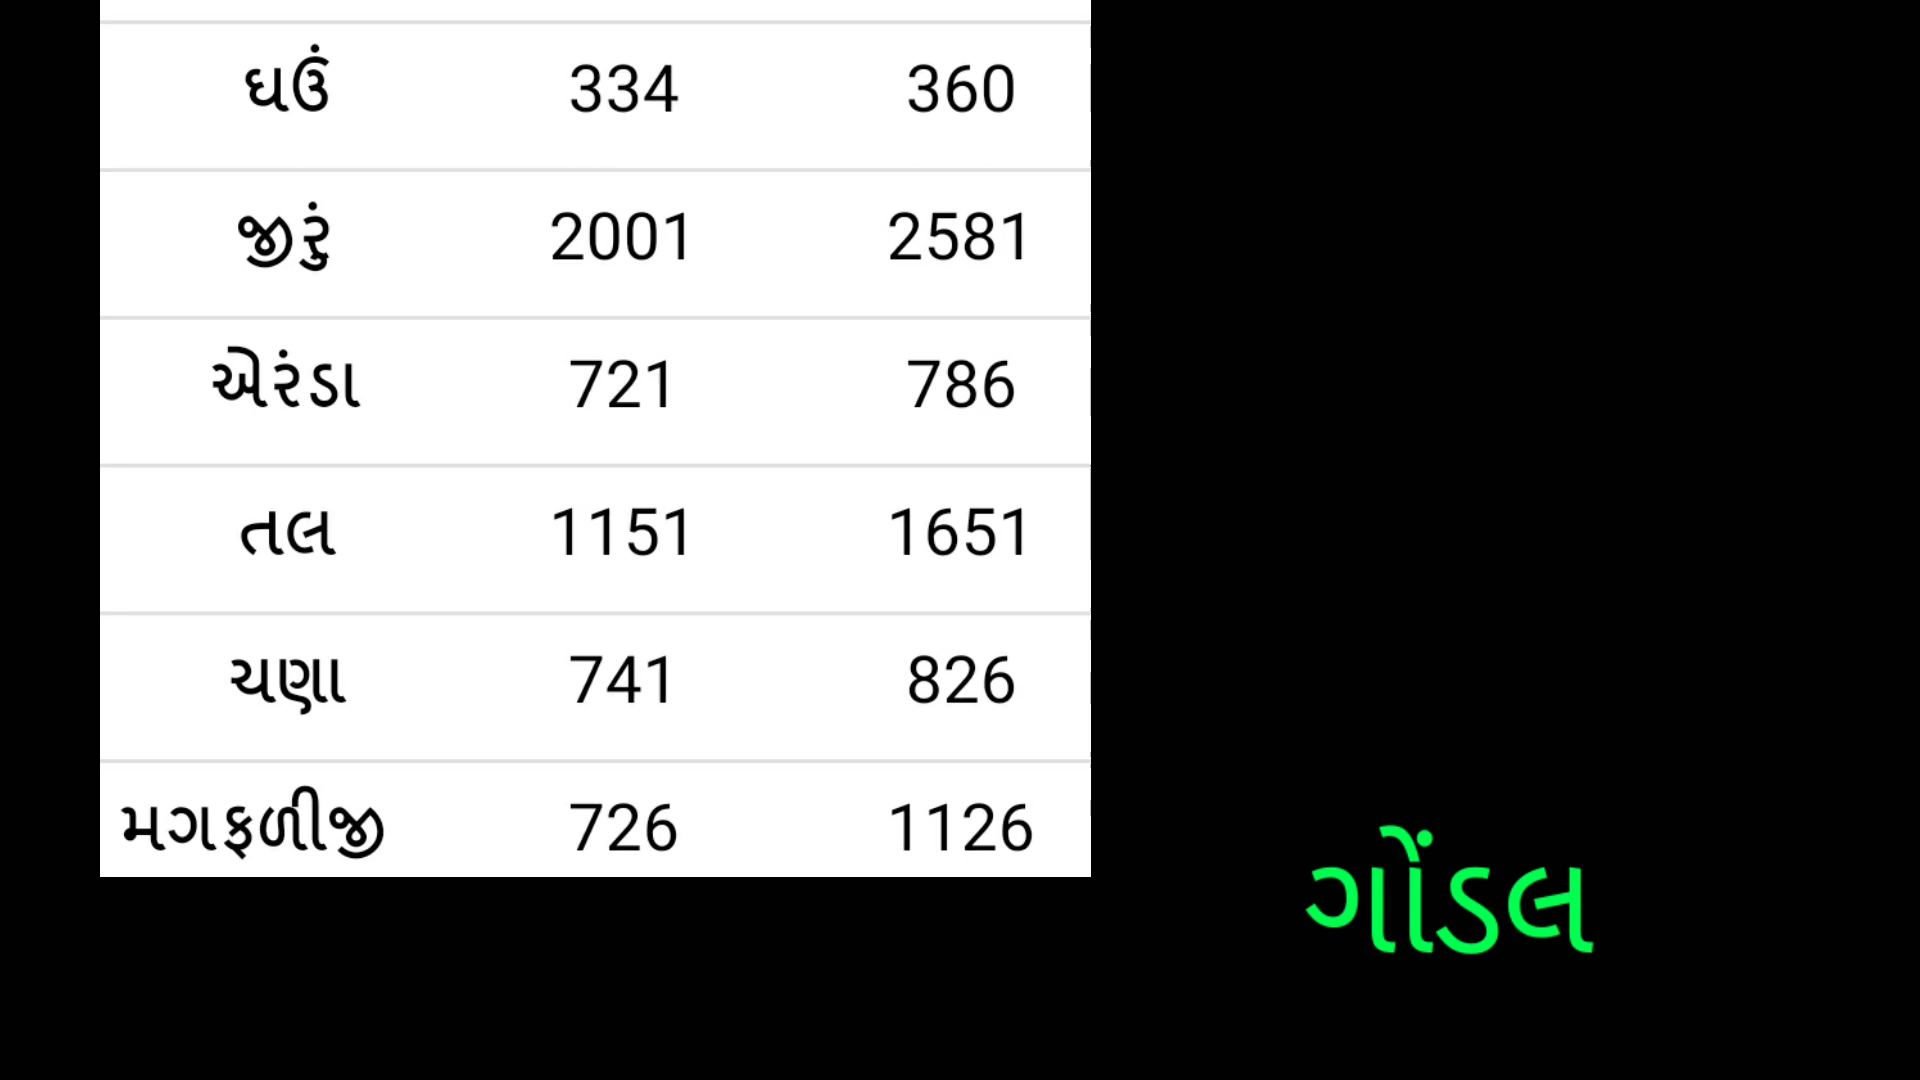 ઘઉં 334 360
જીરું 2001 2581
એરંડા 721 786
તલ 1151 1651
ચણા 741 826
મગફળીજી 726 1126
ગોંડલ